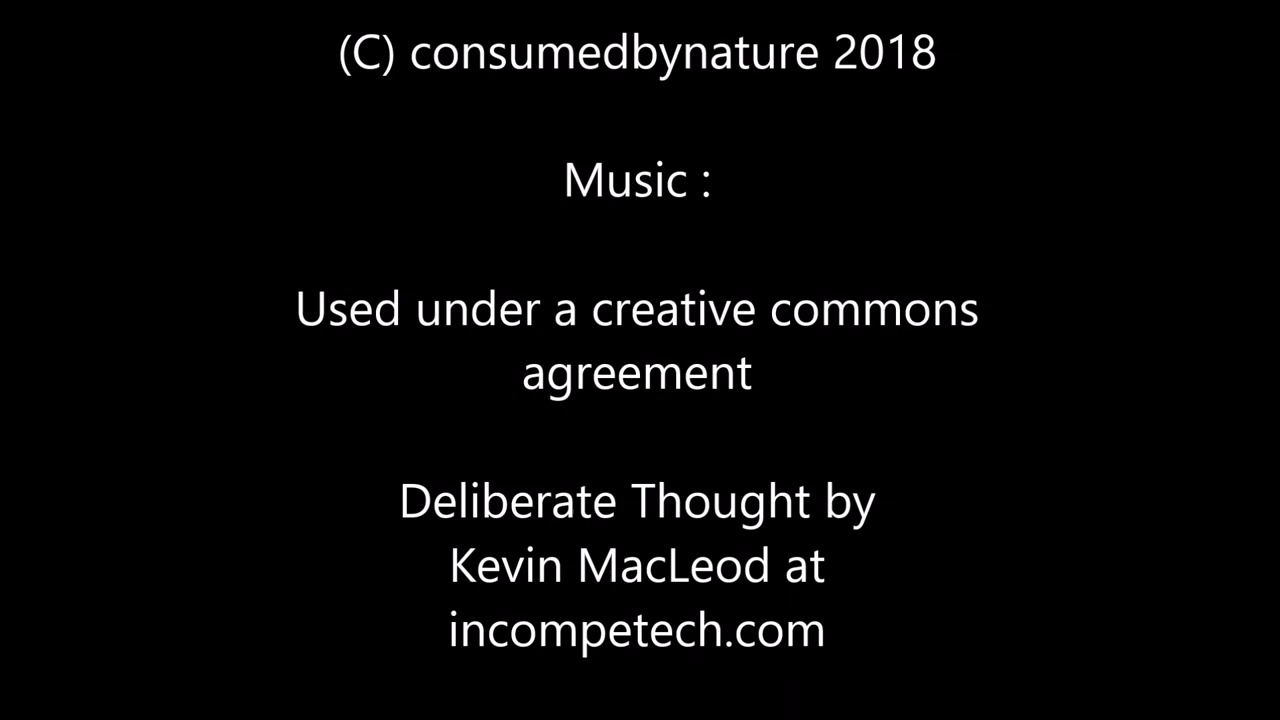 (C) consumedbynature 2018
Music :
Used under a creative commons
agreement
Deliberate Thought by
Kevin MacLeod at
incompetech.com